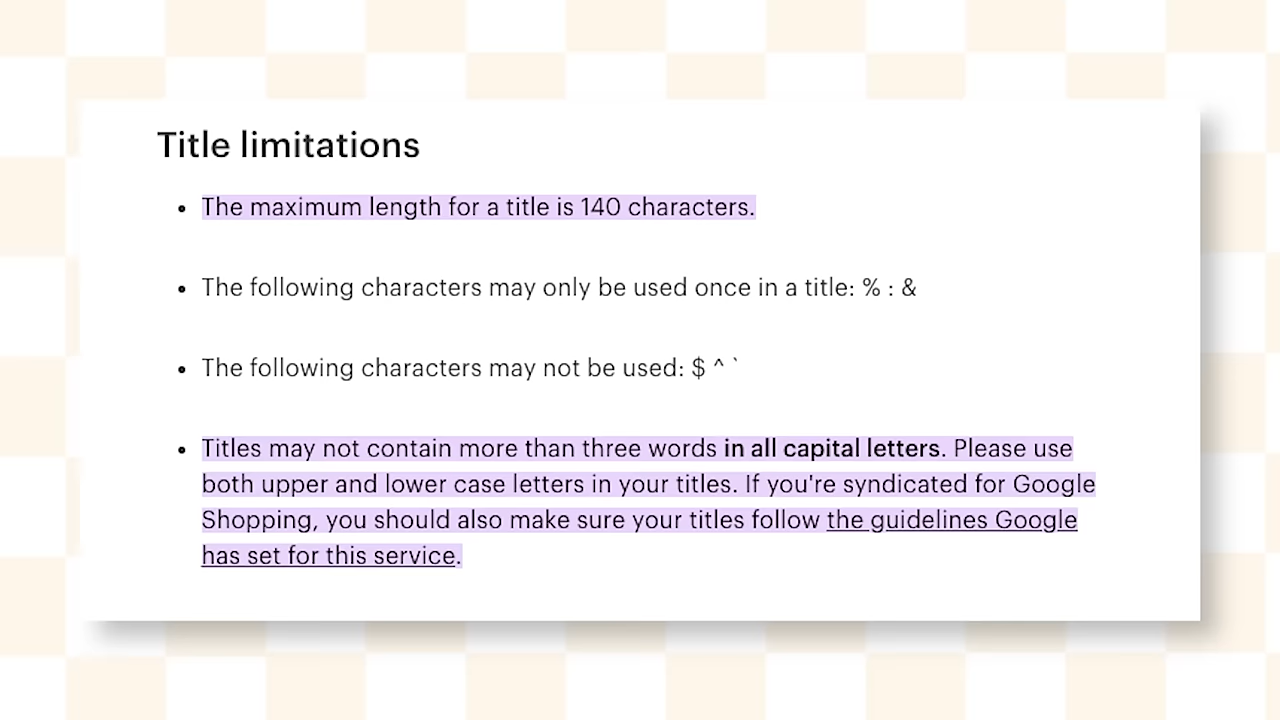 Title limitations
• The maximum length for a title is 140 characters.
• The following characters may only be used once in a title: % : &
• The following characters may not be used: $ ^ `
• Titles may not contain more than three words in all capital letters. Please use
both upper and lower case letters in your titles. If you're syndicated for Google
Shopping, you should also make sure your titles follow the guidelines Google
has set for this service.